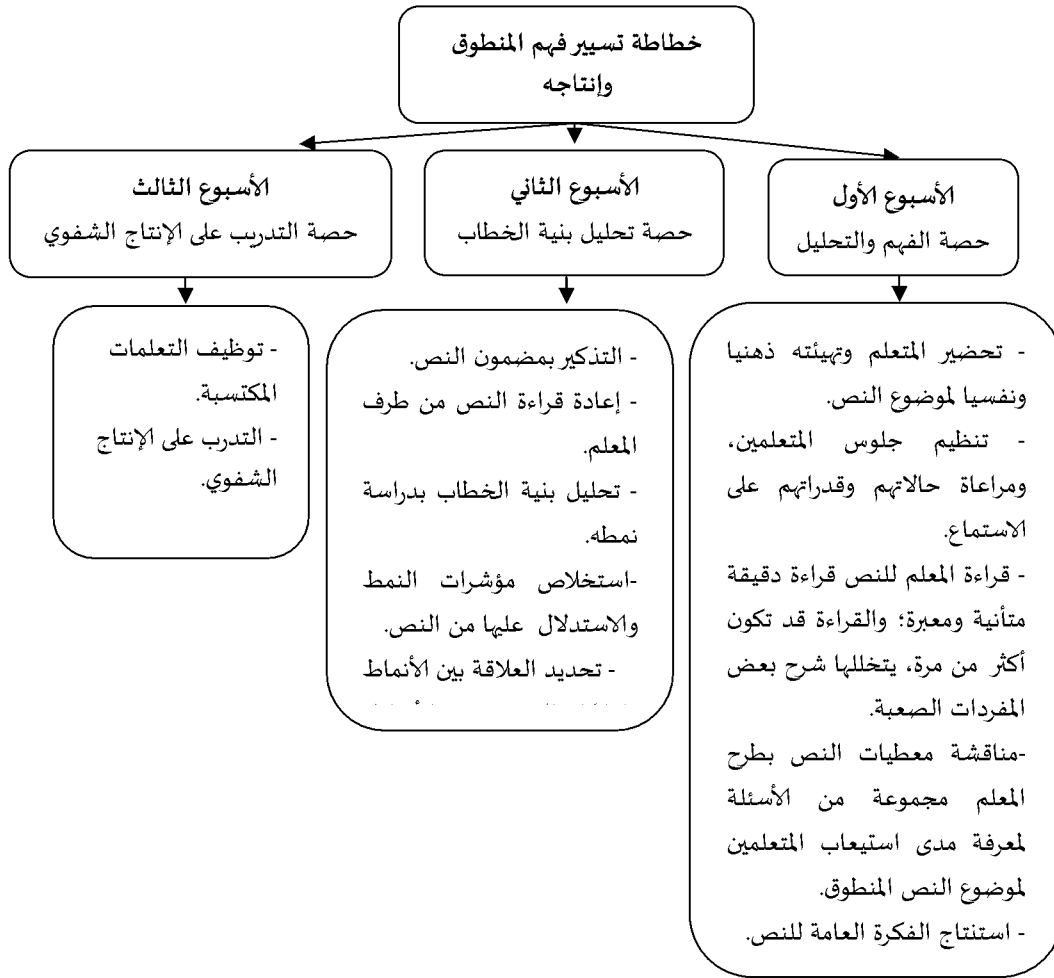 خطاطة تسيير فهم المنطوق
وإنتاجه
الأسبوع الأول
حصة الفهم والتحليل
الأسبوع الثاني
حصة تحليل بنية الخطاب
الأسبوع الثالث
حصة التدريب على الإنتاج الشفوي
- تحضير المتعلم وتهيئته ذهنيا
ونفسيا لموضوع النص.
- تنظيم جلوس المتعلمين،
ومراعاة حالاتهم وقدراتهم على
الاستماع.
- قراءة المعلم للنص قراءة دقيقة
متأنية ومعبرة؛ والقراءة قد تكون
أكثر من مرة، يتخللها شرح بعض
المفردات الصعبة.
-مناقشة معطيات النص بطرح
المعلم مجموعة من الأسئلة
لمعرفة مدى استيعاب المتعلمين
لموضوع النص المنطوق.
- استنتاج الفكرة العامة للنص.
- التذكير بمضمون النص.
- إعادة قراءة النص من طرف
المعلم.
- تحليل بنية الخطاب بدراسة
نمطه.
-استخلاص مؤشرات النمط
والاستدلال عليها من النص.
- تحديد العلاقة بين الأنماط
- توظيف التعلمات
المكتسبة.
- التدرب على الإنتاج
الشفوي.